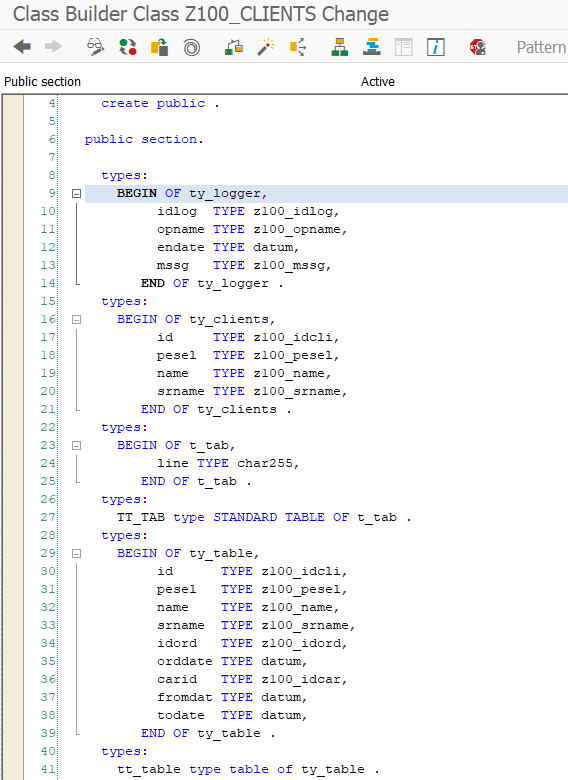 Class Builder Class Z100_CLIENTS Change
Pattern
Public section Active
4 create public .
5
6 public section.
7
8 types:
9 BEGIN OF ty_logger,
10 idlog TYPE z100_idlog,
11 opname TYPE z100_opname,
12 endate TYPE datum,
13 mssg TYPE z100_mssg,
14 END OF ty_logger .
15 types:
16 BEGIN OF ty_clients,
17 id TYPE z100_idcli,
18 pesel TYPE z100_pesel,
19 name TYPE z100_name,
20 srname TYPE z100_srname,
21 END OF ty_clients .
22 types:
23 BEGIN OF t_tab,
24 line TYPE char255,
25 END OF t_tab .
26 types:
27 TT_TAB type STANDARD TABLE OF t_tab .
28 types:
29 BEGIN OF ty_table,
30 id TYPE z100_idcli,
31 pesel TYPE z100_pesel,
32 name TYPE z100_name,
33 srname TYPE z100_srname,
34 idord TYPE z100_idord,
35 orddate TYPE datum,
36 carid TYPE z100_idcar,
37 fromdat TYPE datum,
38 todate TYPE datum,
39 END OF ty_table .
40 types:
41 tt_table type table of ty_table .